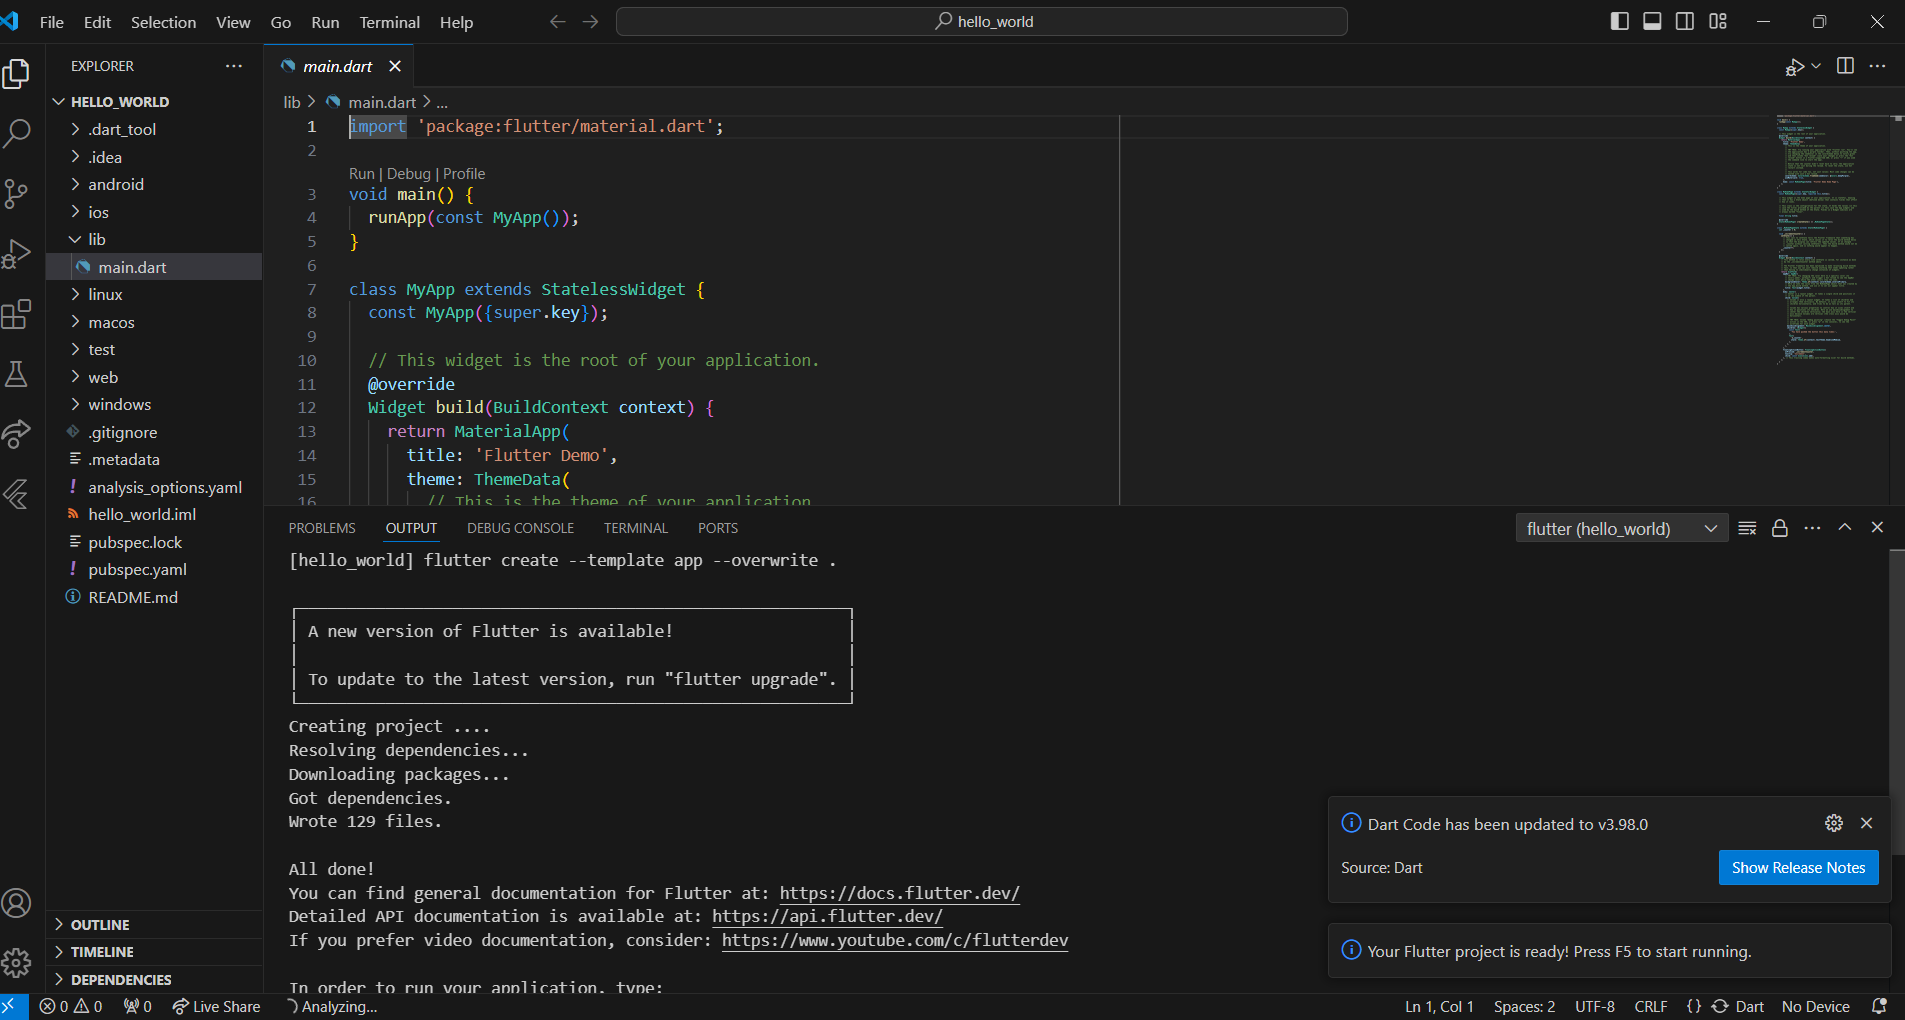 File Edit Selection View Go Run Terminal Help
hello_world
EXPLORER
HELLO_WORLD
.dart_tool
.idea
android
ios
lib
main.dart
linux
macos
test
web
windows
.gitignore
.metadata
analysis_options.yaml
hello_world.iml
pubspec.lock
pubspec.yaml
README.md
OUTLINE
TIMELINE
DEPENDENCIES
main.dart
lib > main.dart > ...
1 import 'package:flutter/material.dart';
2
Run | Debug | Profile
3 void main() {
4 runApp(const MyApp());
5 }
6
7 class MyApp extends StatelessWidget {
8 const MyApp({super.key});
9
10 // This widget is the root of your application.
11 @override
12 Widget build(BuildContext context) {
13 return MaterialApp(
14 title: 'Flutter Demo',
15 theme: ThemeData(
16 // This is the theme of your application
PROBLEMS OUTPUT DEBUG CONSOLE TERMINAL PORTS
flutter (hello_world)
[hello_world] flutter create --template app --overwrite .
A new version of Flutter is available!
To update to the latest version, run "flutter upgrade".
Creating project ....
Resolving dependencies...
Downloading packages...
Got dependencies.
Wrote 129 files.
All done!
You can find general documentation for Flutter at: https://docs.flutter.dev/
Detailed API documentation is available at: https://api.flutter.dev/
If you prefer video documentation, consider: https://www.youtube.com/c/flutterdev
In order to run your application, type:
Dart Code has been updated to v3.98.0
Source: Dart
Show Release Notes
Your Flutter project is ready! Press F5 to start running.
0 0 0 Live Share Analyzing... Ln 1, Col 1 Spaces: 2 UTF-8 CRLF {} Dart No Device